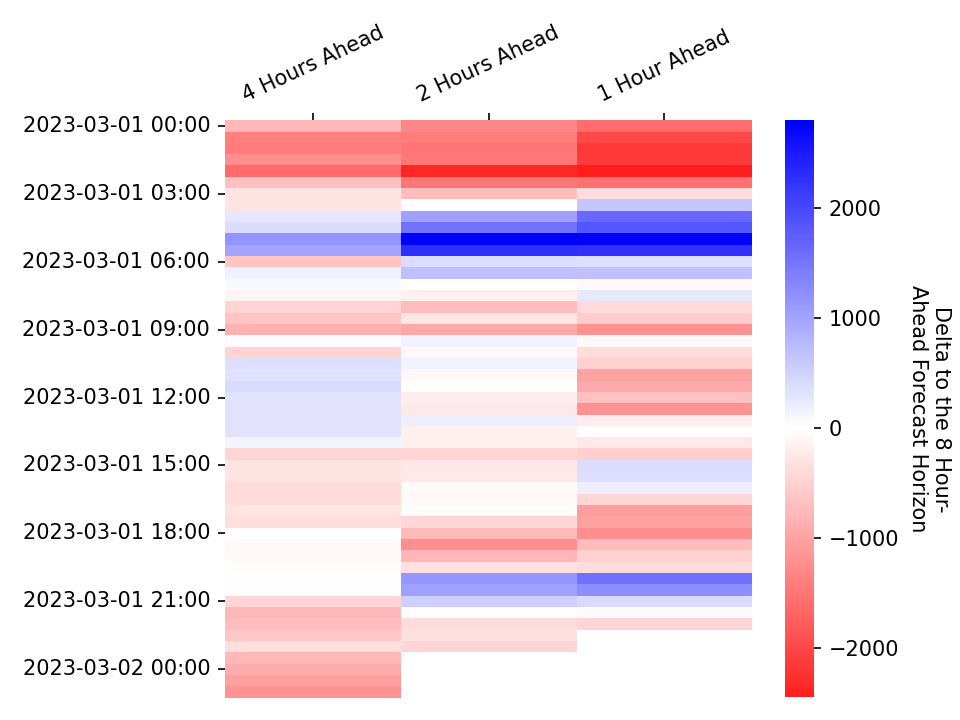 4 Hours Ahead
2 Hours Ahead
1 Hour Ahead
2023-03-01 00:00
2023-03-01 03:00
2023-03-01 06:00
2023-03-01 09:00
2023-03-01 12:00
2023-03-01 15:00
2023-03-01 18:00
2023-03-01 21:00
2023-03-02 00:00
2000
1000
0
−1000
−2000
Delta to the 8 Hour-
Ahead Forecast Horizon